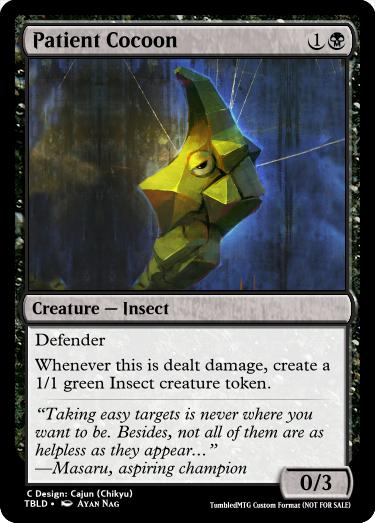 Patient Cocoon 1
Creature — Insect
Defender
Whenever this is dealt damage, create a
1/1 green Insect creature token.
“Taking easy targets is never where you
want to be. Besides, not all of them are as
helpless as they appear…”
—Masaru, aspiring champion
0/3
C Design: Cajun (Chikyu)
TBLD • Ayan Nag
TumbledMTG Custom Format (NOT FOR SALE)